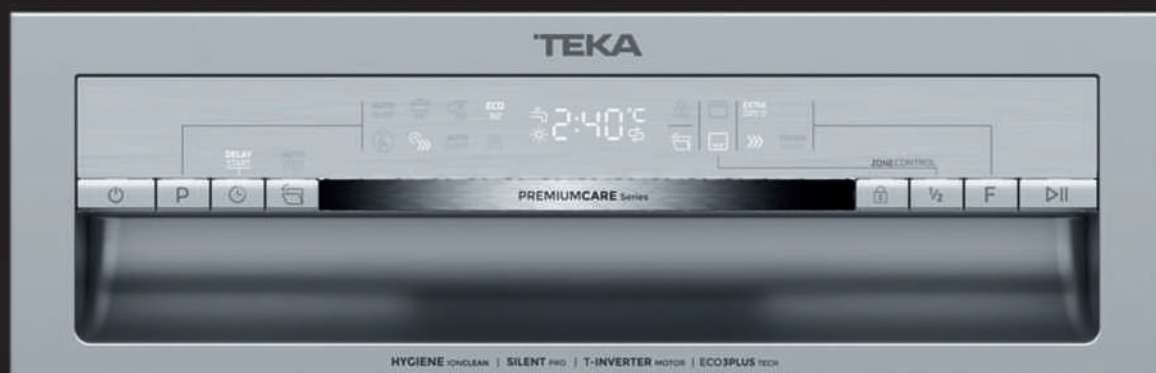 TEKA
ECO
50°
2:40 °C
EXTRA
DELAY
START
ZONE CONTROL
P
PREMIUMCARE Series
½
F
HYGIENE IONCLEAN | SILENT PRO | T-INVERTER MOTOR | ECO3PLUS TECH